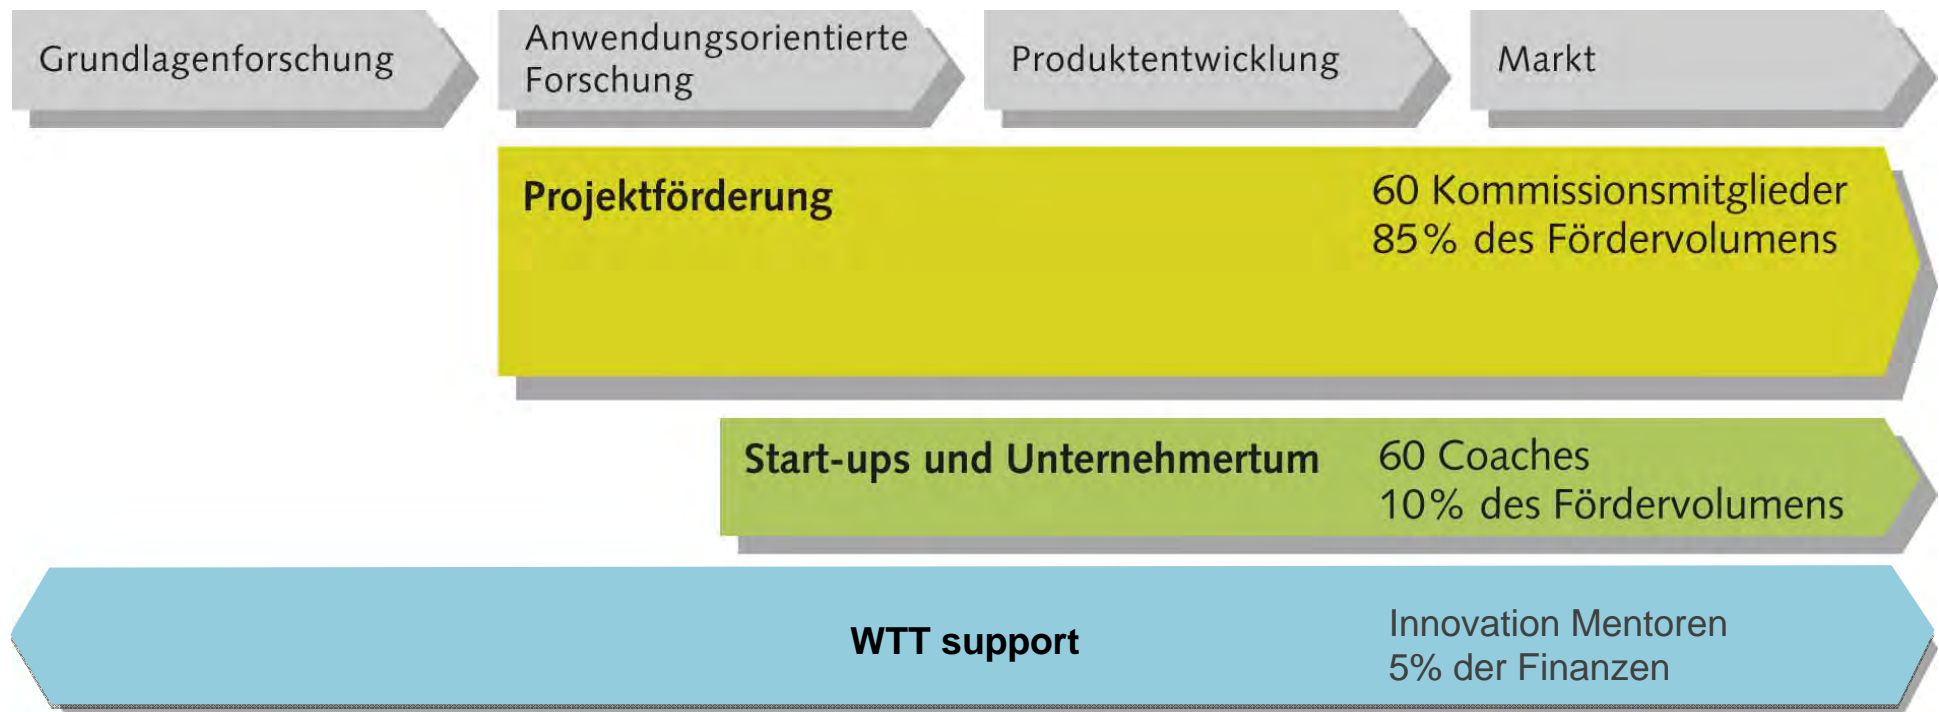 Grundlagenforschung
Anwendungsorientierte
Forschung
Produktentwicklung
Markt
Projektförderung
60 Kommissionsmitglieder
85% des Fördervolumens
Start-ups und Unternehmertum
60 Coaches
10% des Fördervolumens
WTT support
Innovation Mentoren
5% der Finanzen